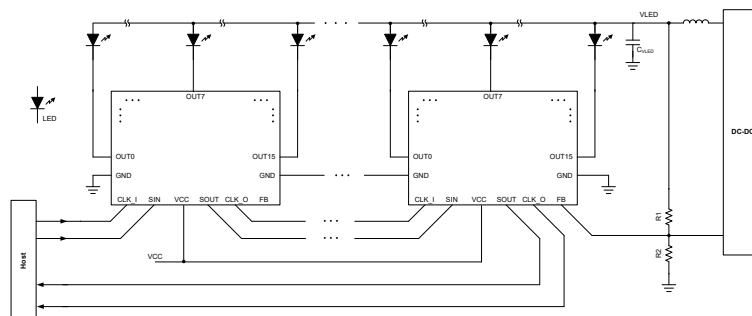 VLED
CVLED
LED
OUT7
OUT7
DC-DC
OUT0
OUT15
OUT0
OUT15
GND
GND
GND
GND
CLK_I
SIN
VCC
SOUT
CLK_O
FB
CLK_I
SIN
VCC
SOUT
CLK_O
FB
R1
R2
VCC
Host